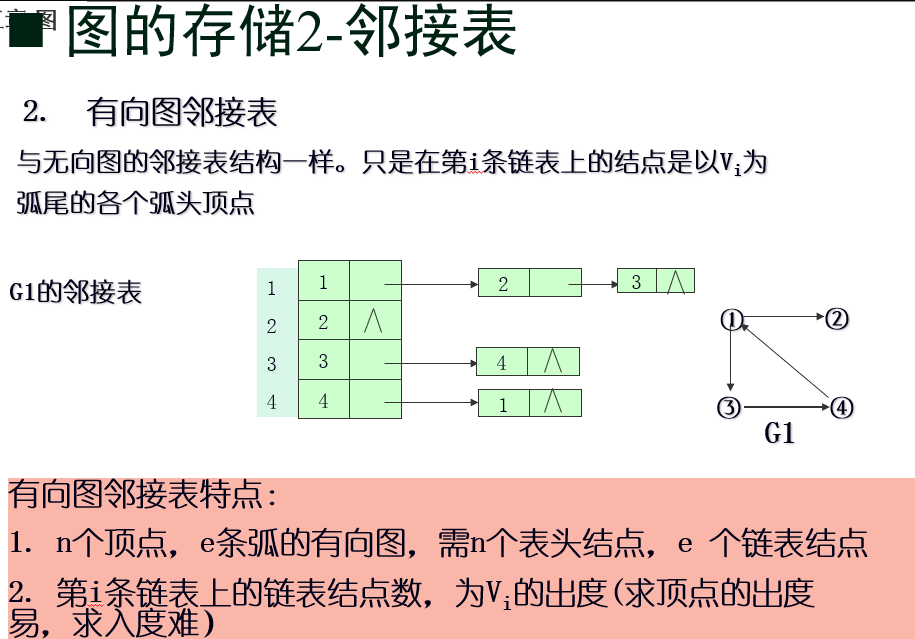 图
图的存储2-邻接表
2. 有向图邻接表
与无向图的邻接表结构一样。只是在第i条链表上的结点是以Vi为
弧尾的各个弧头顶点
G1的邻接表
1 1 2 3 ∧
2 2 ∧
3 3 4 ∧
4 4 1 ∧
① ②
③ ④
G1
有向图邻接表特点:
1. n个顶点，e条弧的有向图，需n个表头结点，e 个链表结点
2. 第i条链表上的链表结点数，为Vi的出度(求顶点的出度
易，求入度难)